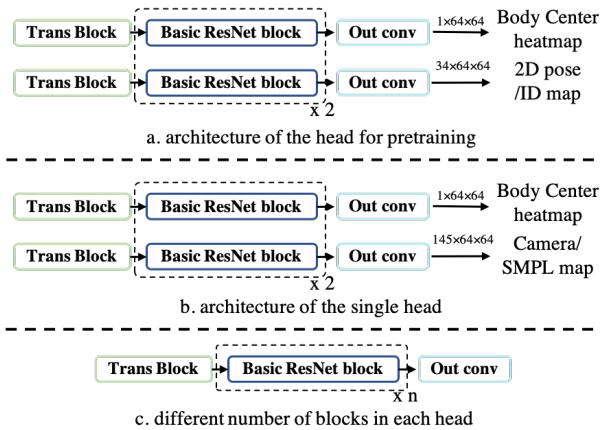 Trans Block Basic ResNet block Out conv 1×64×64 Body Center
heatmap
Trans Block Basic ResNet block Out conv 34×64×64 2D pose
/ID map
x 2
a. architecture of the head for pretraining
Trans Block Basic ResNet block Out conv 1×64×64 Body Center
heatmap
Trans Block Basic ResNet block Out conv 145×64×64 Camera/
SMPL map
x 2
b. architecture of the single head
Trans Block Basic ResNet block Out conv
x n
c. different number of blocks in each head